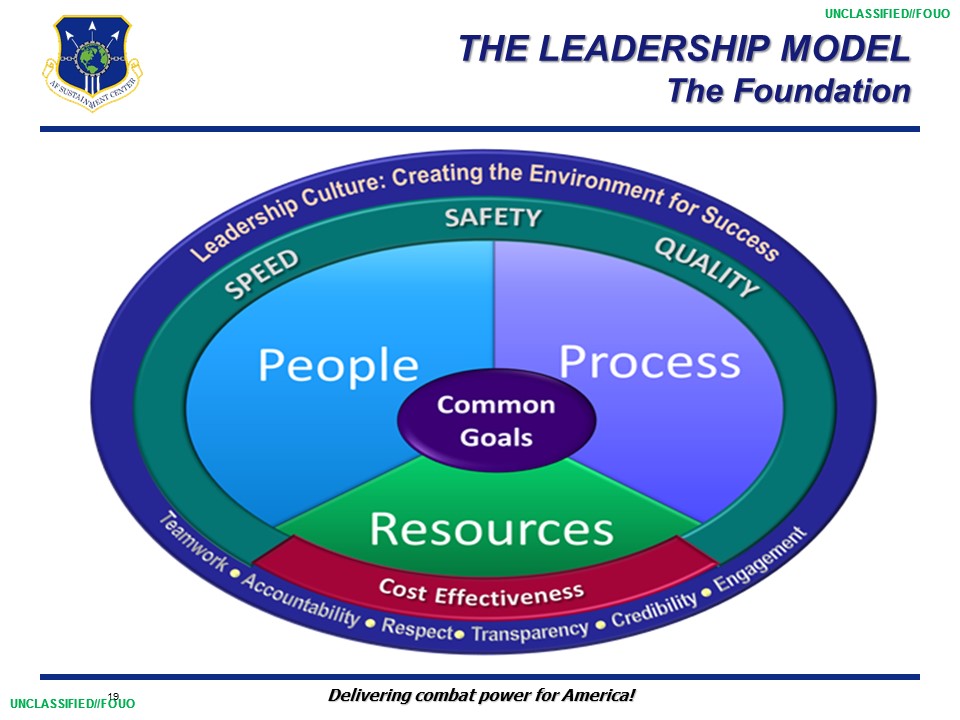 UNCLASSIFIED//FOUO
THE LEADERSHIP MODEL
The Foundation
AF SUSTAINMENT CENTER
Leadership Culture: Creating the Environment for Success
SPEED
SAFETY
QUALITY
People
Process
Common
Goals
Resources
Cost Effectiveness
Teamwork ● Accountability ● Respect● Transparency ● Credibility ● Engagement
19
UNCLASSIFIED//FOUO
Delivering combat power for America!